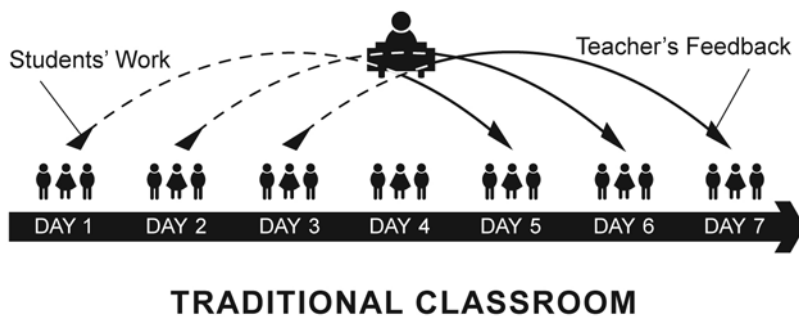 Students' Work
Teacher's Feedback
DAY 1 DAY 2 DAY 3 DAY 4 DAY 5 DAY 6 DAY 7
TRADITIONAL CLASSROOM